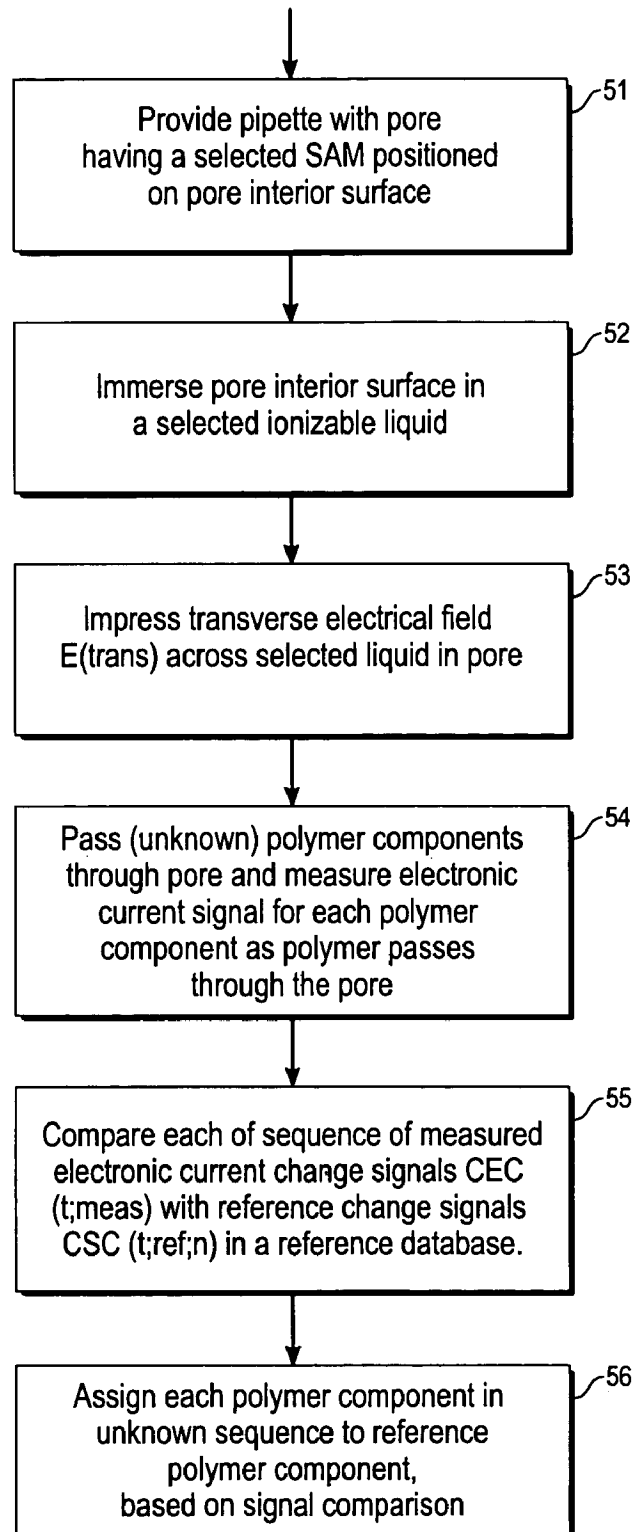 51
Provide pipette with pore
having a selected SAM positioned
on pore interior surface
52
Immerse pore interior surface in
a selected ionizable liquid
53
Impress transverse electrical field
E(trans) across selected liquid in pore
54
Pass (unknown) polymer components
through pore and measure electronic
current signal for each polymer
component as polymer passes
through the pore
55
Compare each of sequence of measured
electronic current change signals CEC
(t;meas) with reference change signals
CSC (t;ref;n) in a reference database.
56
Assign each polymer component in
unknown sequence to reference
polymer component,
based on signal comparison